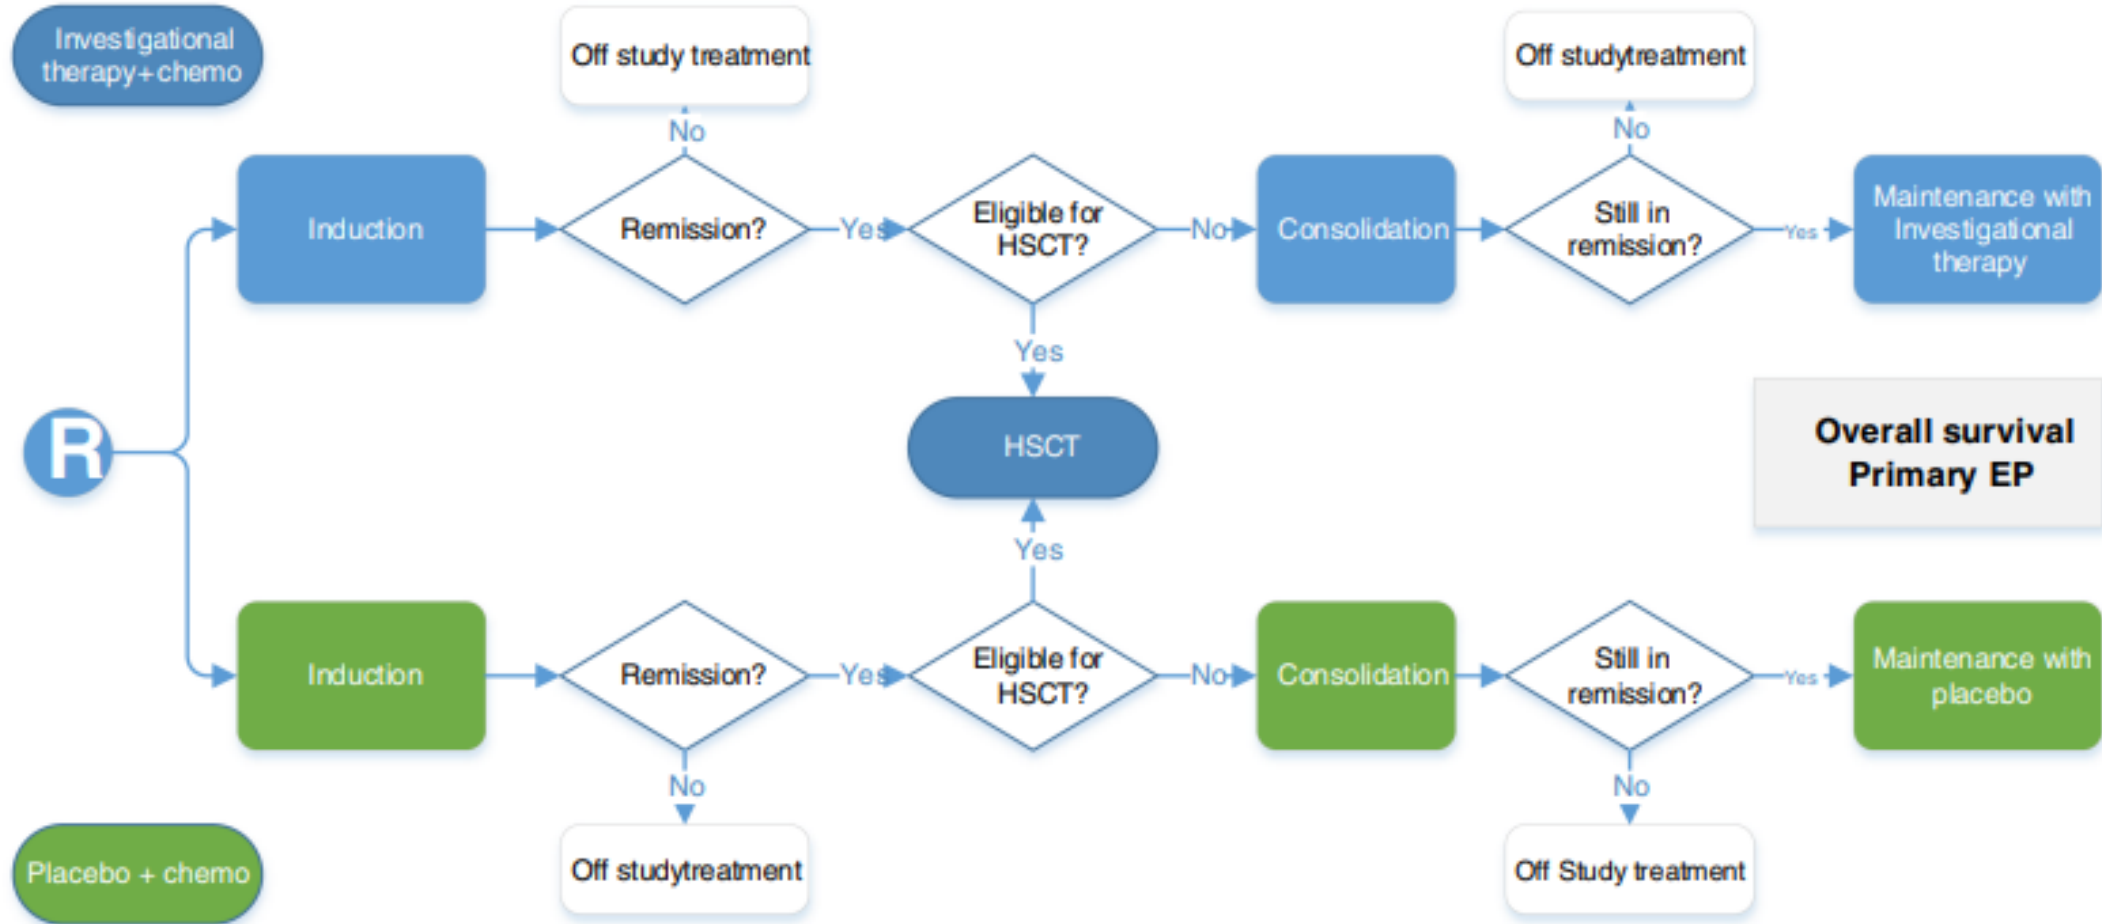 Investigational
therapy+chemo
Off study treatment
Off studytreatment
No
No
Induction
Remission?
Yes
Eligible for
HSCT?
No
Consolidation
Still in
remission?
Yes
Maintenance with
Investigational
therapy
Yes
R
HSCT
Overall survival
Primary EP
Yes
Induction
Remission?
Yes
Eligible for
HSCT?
No
Consolidation
Still in
remission?
Yes
Maintenance with
placebo
No
No
Placebo + chemo
Off studytreatment
Off Study treatment